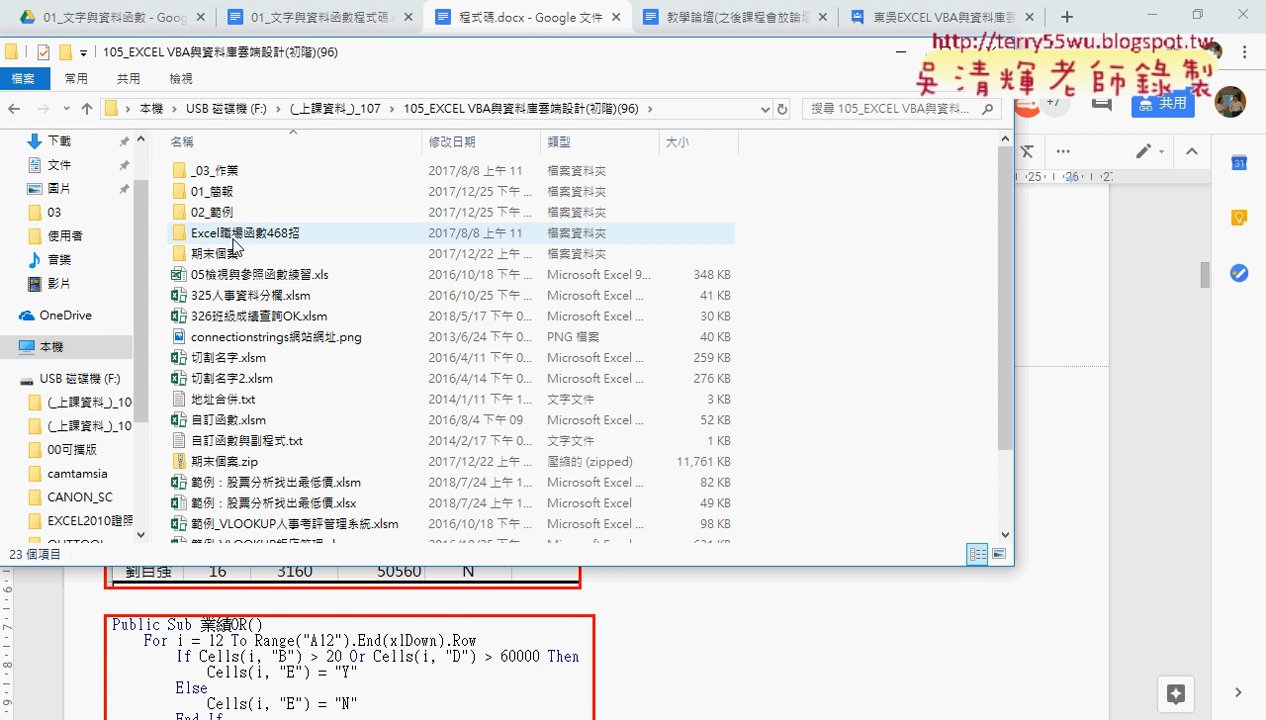 01_文字與資料函數 - Goog
01_文字與資料函數程式碼.d
程式碼.docx - Google 文件
教學論壇(之後課程會放論壇
東吳EXCEL VBA與資料庫雲
http://terry55wu.blogspot.tw
吳清輝老師錄製
105_EXCEL VBA與資料庫雲端設計(初階)(96)
檔案
常用
共用
檢視
本機 › USB 磁碟機 (F:) › (_上課資料_)_107 › 105_EXCEL VBA與資料庫雲端設計(初階)(96) ›
搜尋 105_EXCEL VBA與資料...
+7
共用
名稱
修改日期
類型
大小
下載
文件
圖片
03
使用者
音樂
影片
OneDrive
本機
USB 磁碟機 (F:)
(_上課資料_)_10
(_上課資料_)_10
00可攜版
camtamsia
CANON_SC
EXCEL2010證照
_03_作業 2017/8/8 上午 11 檔案資料夾
01_簡報 2017/12/25 下午 ... 檔案資料夾
02_範例 2017/12/25 下午 ... 檔案資料夾
Excel職場函數468招 2017/8/8 上午 11 檔案資料夾
期末個案 2017/12/22 上午 ... 檔案資料夾
05檢視與參照函數練習.xls 2016/10/18 下午 ... Microsoft Excel 9... 348 KB
325人事資料分欄.xlsm 2016/10/25 下午 ... Microsoft Excel ... 41 KB
326班級成績查詢OK.xlsm 2018/5/17 下午 0... Microsoft Excel ... 30 KB
connectionstrings網站網址.png 2013/6/24 下午 0... PNG 檔案 40 KB
切割名字.xlsm 2016/4/11 下午 0... Microsoft Excel ... 259 KB
切割名字2.xlsm 2016/4/14 下午 0... Microsoft Excel ... 276 KB
地址合併.txt 2014/1/11 下午 1... 文字文件 3 KB
自訂函數.xlsm 2016/8/4 下午 09 Microsoft Excel ... 52 KB
自訂函數與副程式.txt 2014/2/17 下午 0... 文字文件 1 KB
期末個案.zip 2017/12/22 上午 ... 壓縮的 (zipped) 11,761 KB
範例：股票分析找出最低價.xlsm 2018/7/24 上午 1... Microsoft Excel ... 82 KB
範例：股票分析找出最低價.xlsx 2018/7/24 上午 1... Microsoft Excel ... 49 KB
範例_VLOOKUP人事考評管理系統.xlsm 2016/10/18 下午 ... Microsoft Excel ... 98 KB
23 個項目
25 26 27
31
劉自強 16 3160 50560 N
Public Sub 業績OR()
For i = 12 To Range("A12").End(xlDown).Row
If Cells(i, "B") > 20 Or Cells(i, "D") > 60000 Then
Cells(i, "E") = "Y"
Else
Cells(i, "E") = "N"
End If